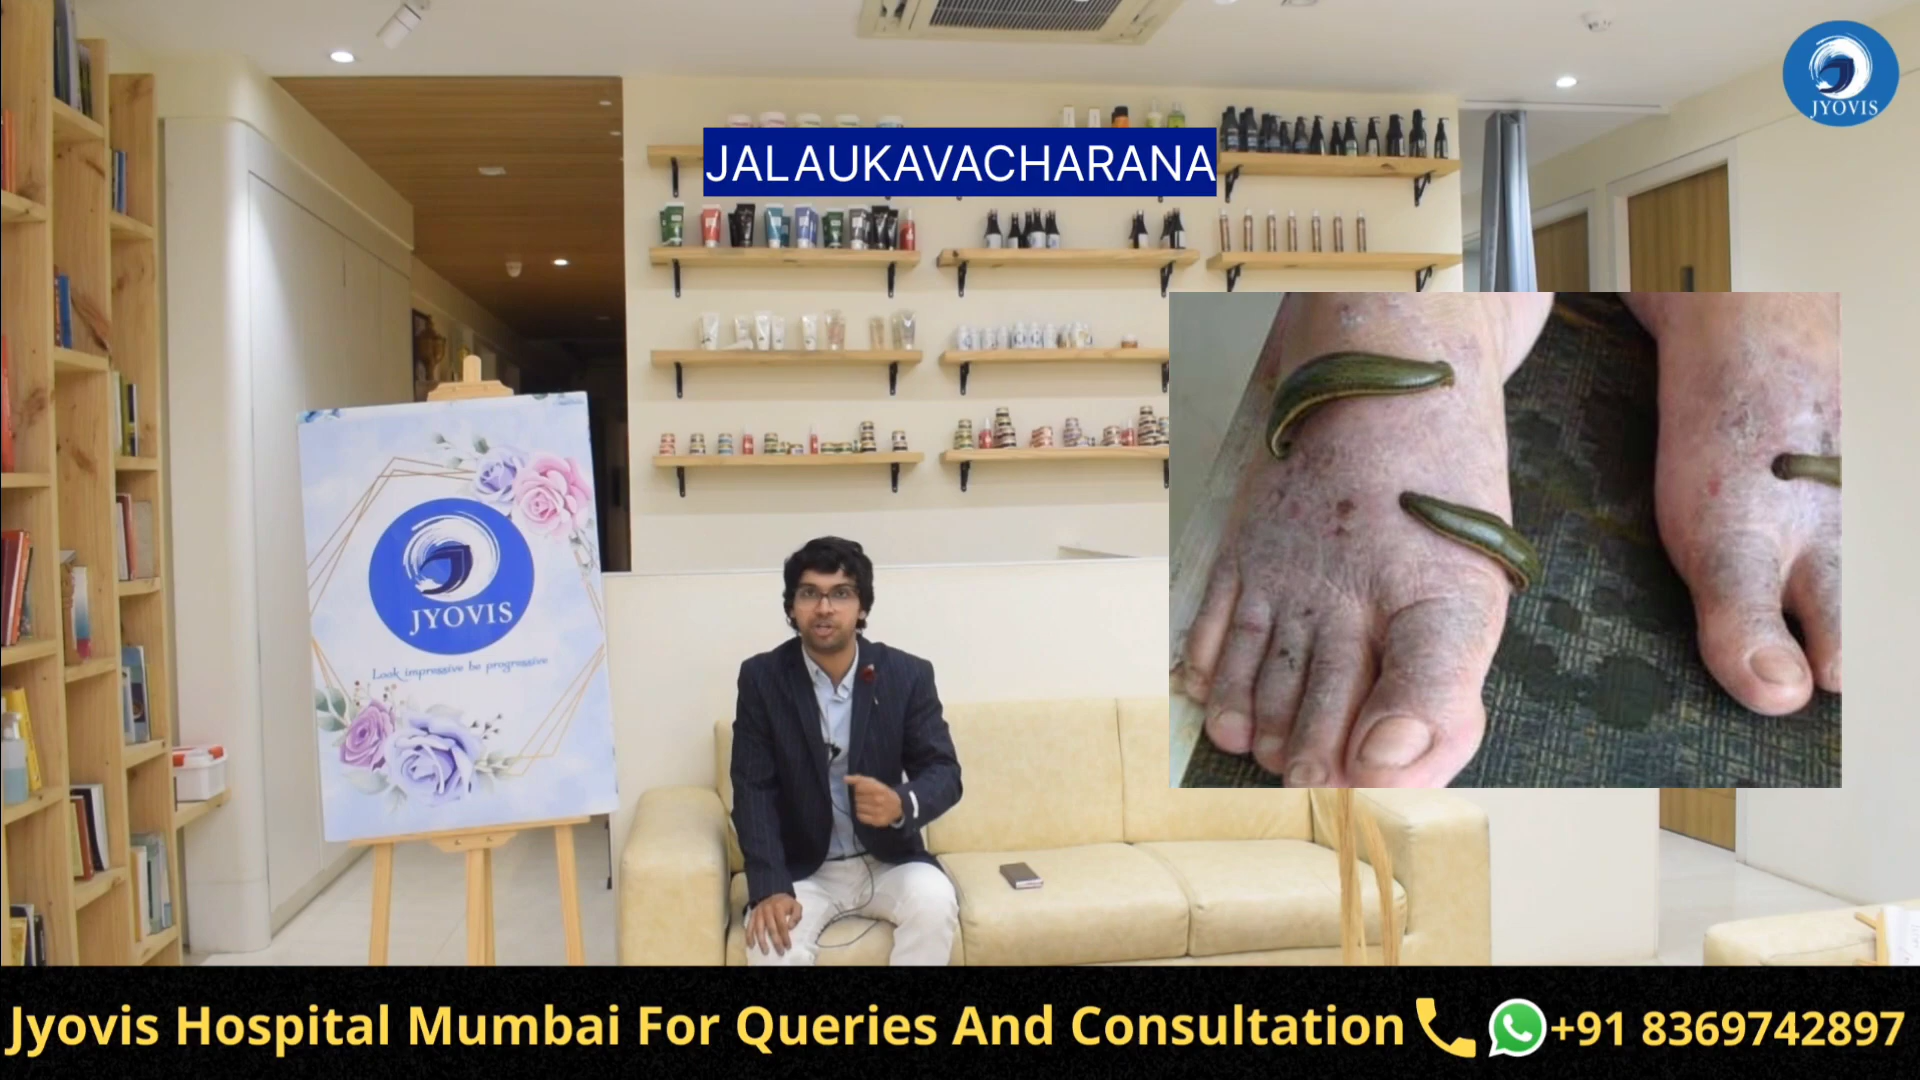 JYOVIS
JALAUKAVACHARANA
JYOVIS
Look impressive be progressive
Jyovis Hospital Mumbai For Queries And Consultation +91 8369742897